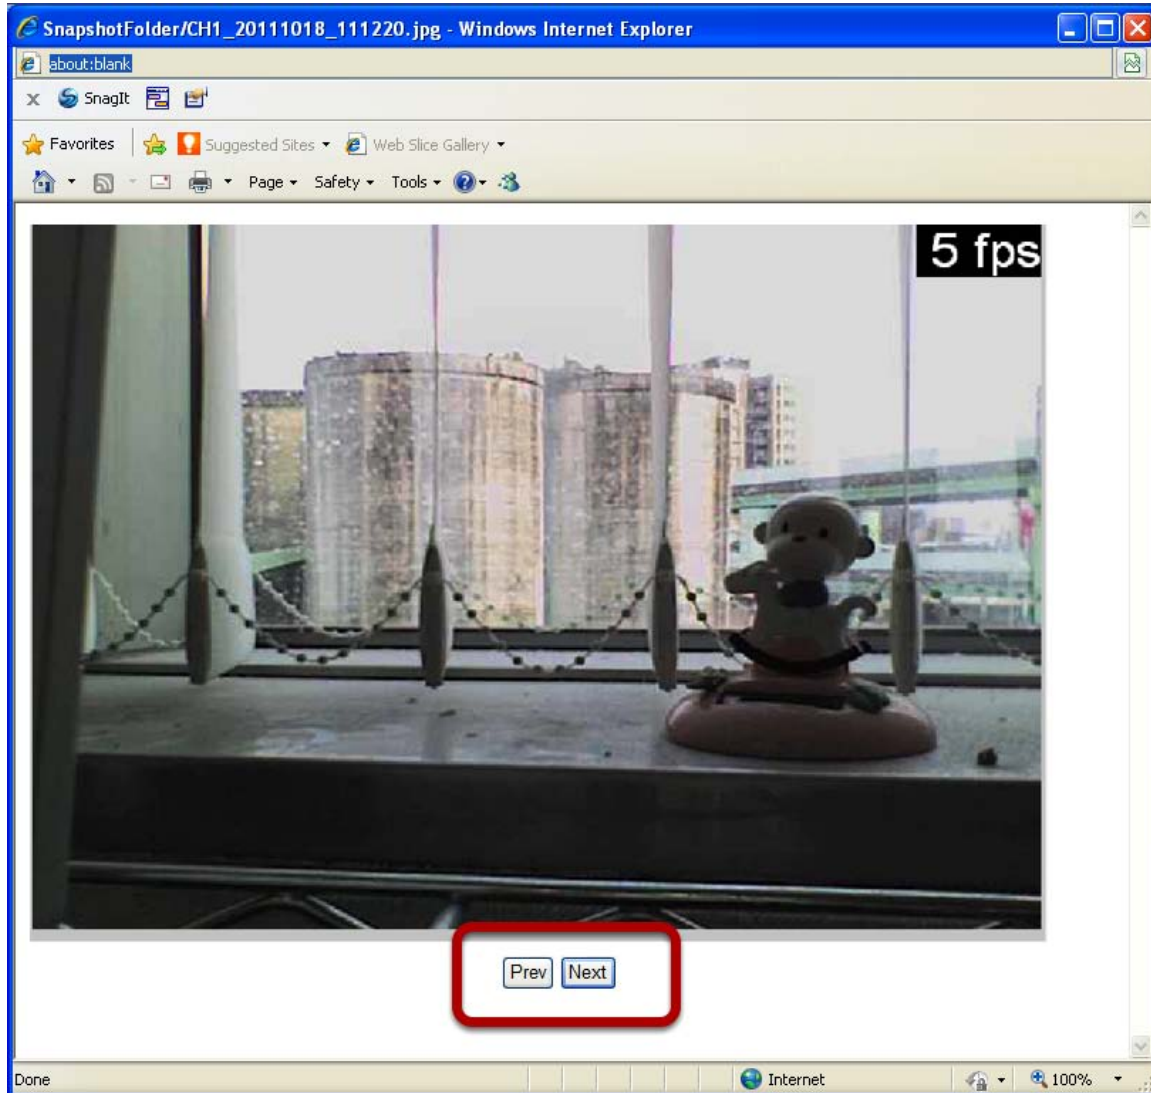 SnapshotFolder/CH1_20111018_111220.jpg - Windows Internet Explorer
about:blank
x SnagIt
Favorites Suggested Sites Web Slice Gallery
Page Safety Tools
5 fps
Prev Next
Done Internet 100%